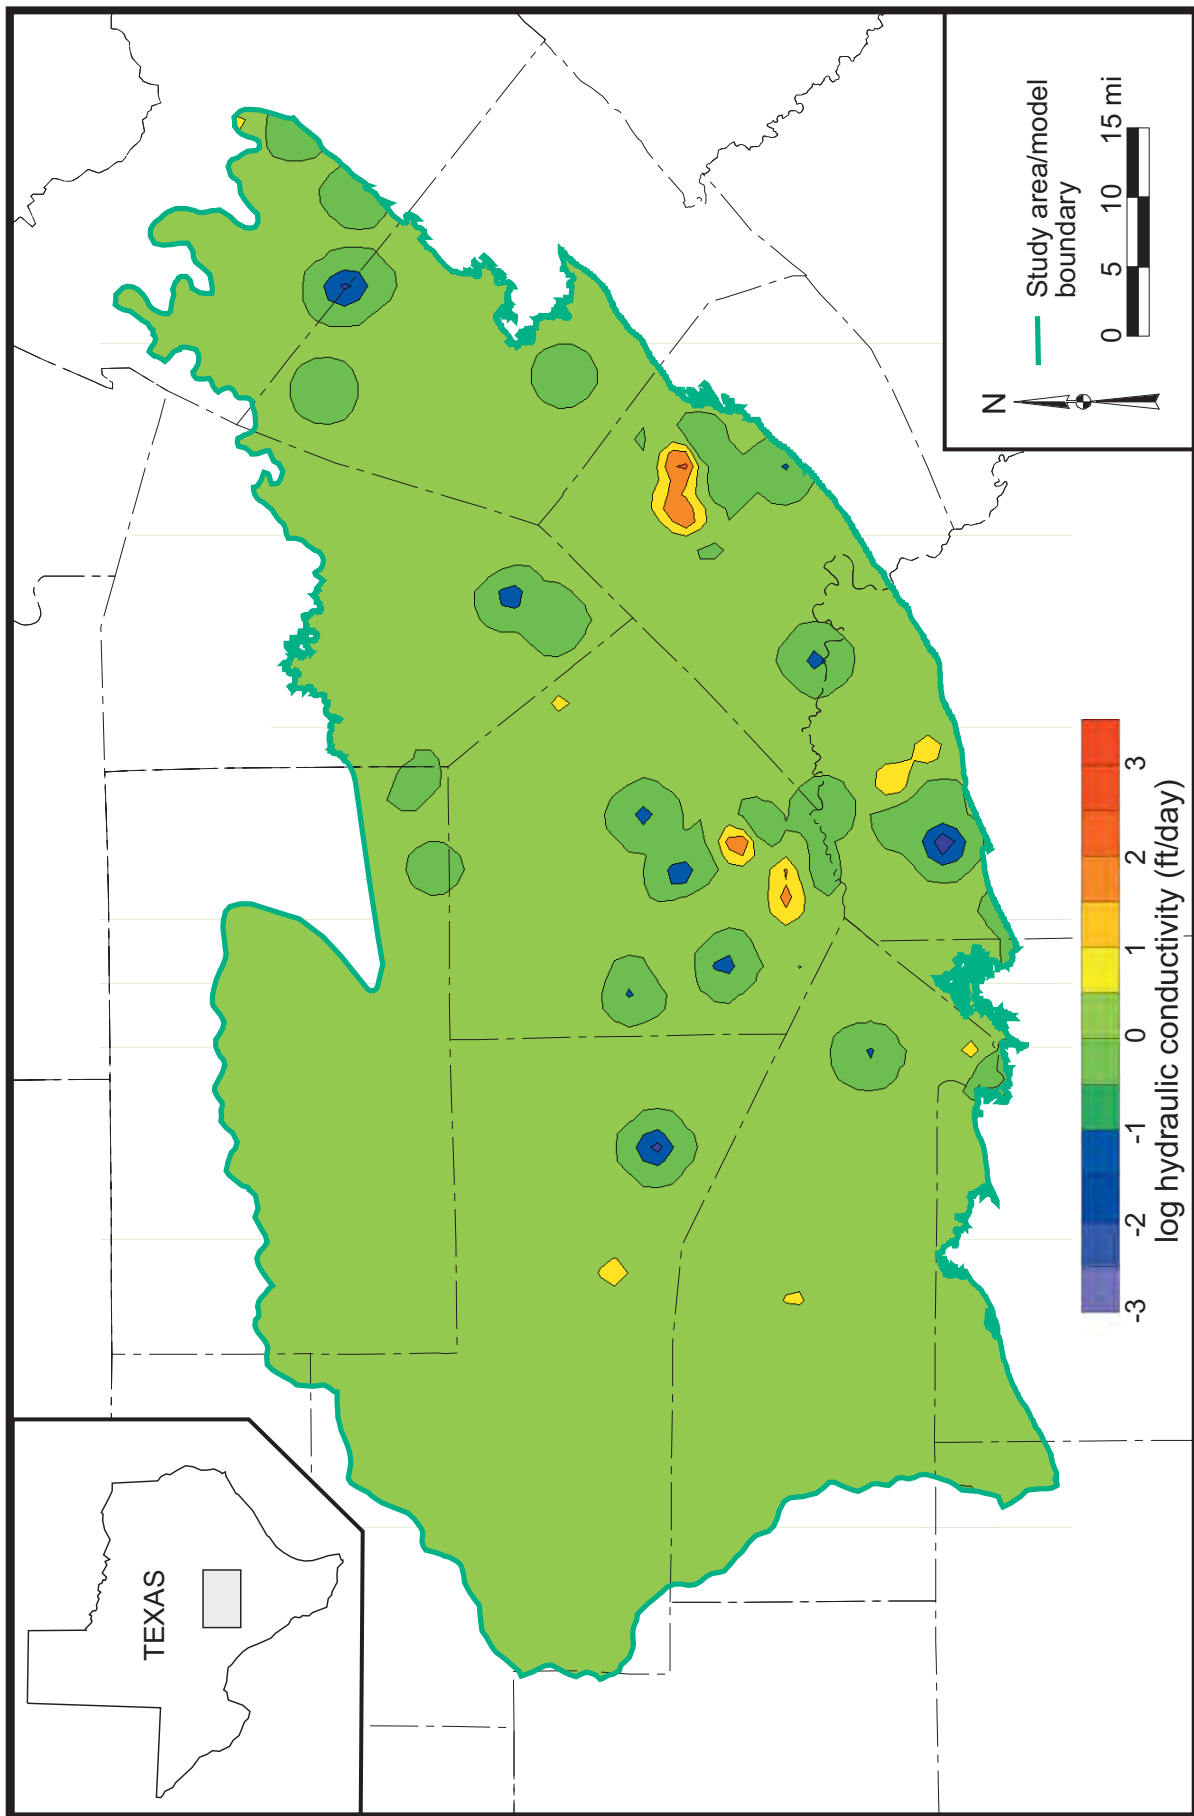 TEXAS
N
Study area/model
boundary
0 5 10 15 mi
-3 -2 -1 0 1 2 3
log hydraulic conductivity (ft/day)